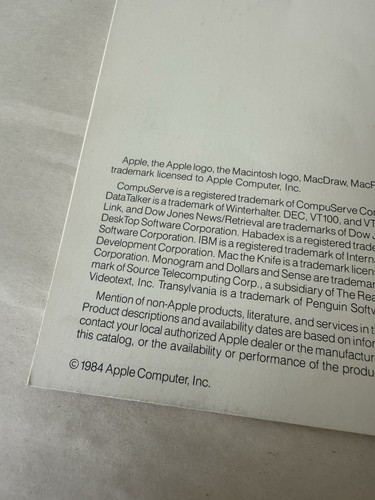 Apple, the Apple logo, the Macintosh logo, MacDraw, MacP
trademark licensed to Apple Computer, Inc.
CompuServe is a registered trademark of CompuServe Cor
DataTalker is a trademark of Winterhalter. DEC, VT100, and VT
Link, and Dow Jones News/Retrieval are trademarks of Dow J
DeskTop Software Corporation. Habadex is a registered trade
Software Corporation. IBM is a registered trademark of Intern
Development Corporation. Mac the Knife is a trademark licen
Corporation. Monogram and Dollars and Sense are trademar
mark of Source Telecomputing Corp., a subsidiary of The Rea
Videotext, Inc. Transylvania is a trademark of Penguin Softw
Mention of non-Apple products, literature, and services in t
Product descriptions and availability dates are based on infor
contact your local authorized Apple dealer or the manufactur
this catalog, or the availability or performance of the produ
© 1984 Apple Computer, Inc.